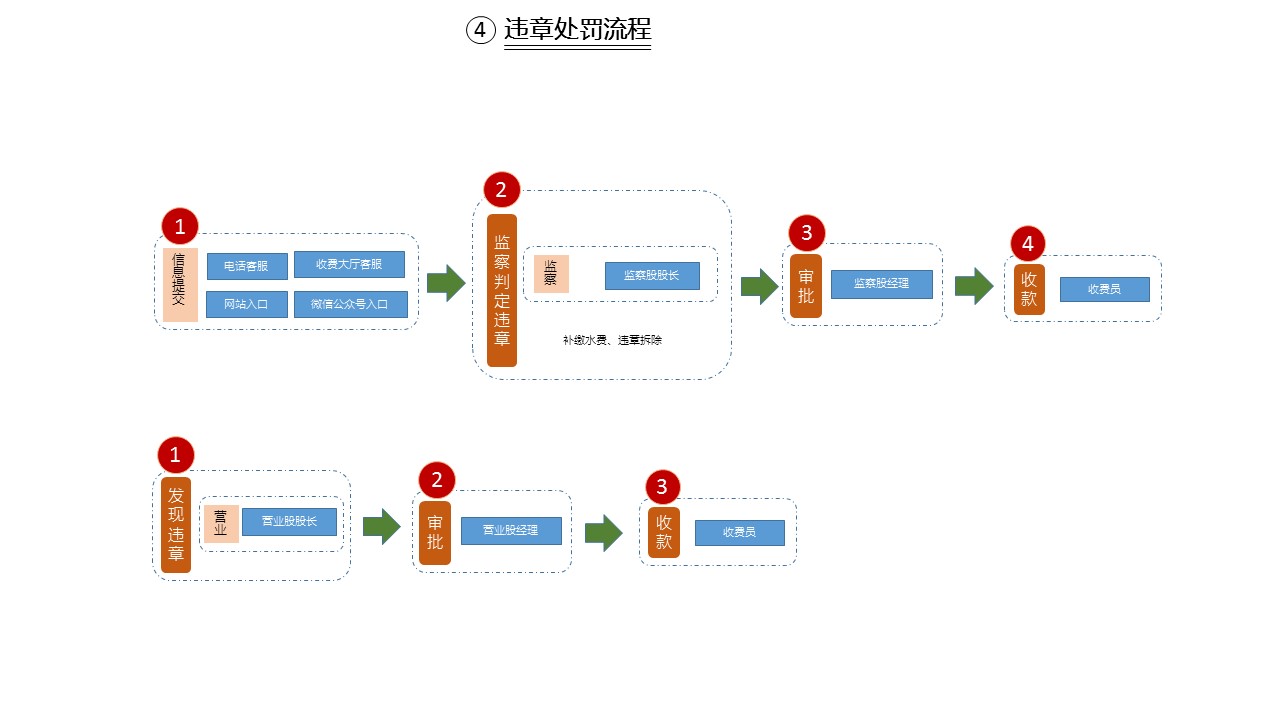 ④ 违章处罚流程
1
信息提交
电话客服
收费大厅客服
网站入口
微信公众号入口
2
监察判定违章
监察
监察股股长
补缴水费、违章拆除
3
审批
监察股经理
4
收款
收费员
1
发现违章
营业
营业股股长
2
审批
营业股经理
3
收款
收费员